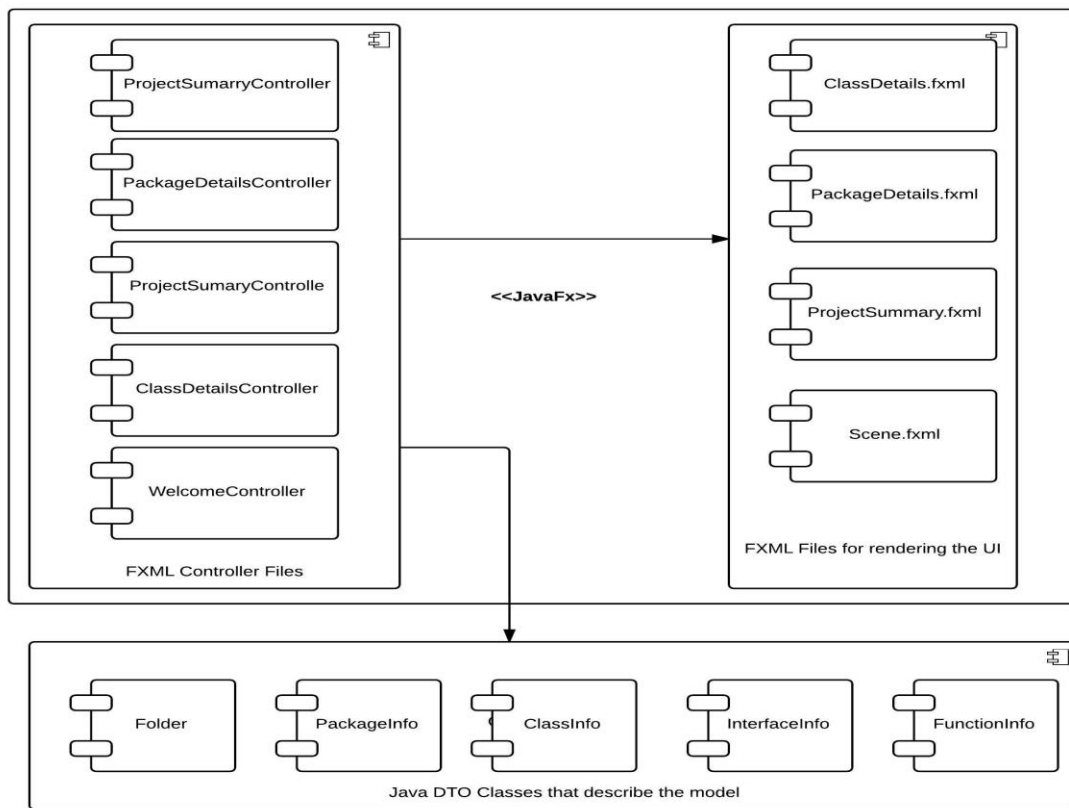 ProjectSumarryController
PackageDetailsController
ProjectSumaryControlle
ClassDetailsController
WelcomeController
FXML Controller Files
<<JavaFx>>
ClassDetails.fxml
PackageDetails.fxml
ProjectSummary.fxml
Scene.fxml
FXML Files for rendering the UI
Folder
PackageInfo
ClassInfo
InterfaceInfo
FunctionInfo
Java DTO Classes that describe the model